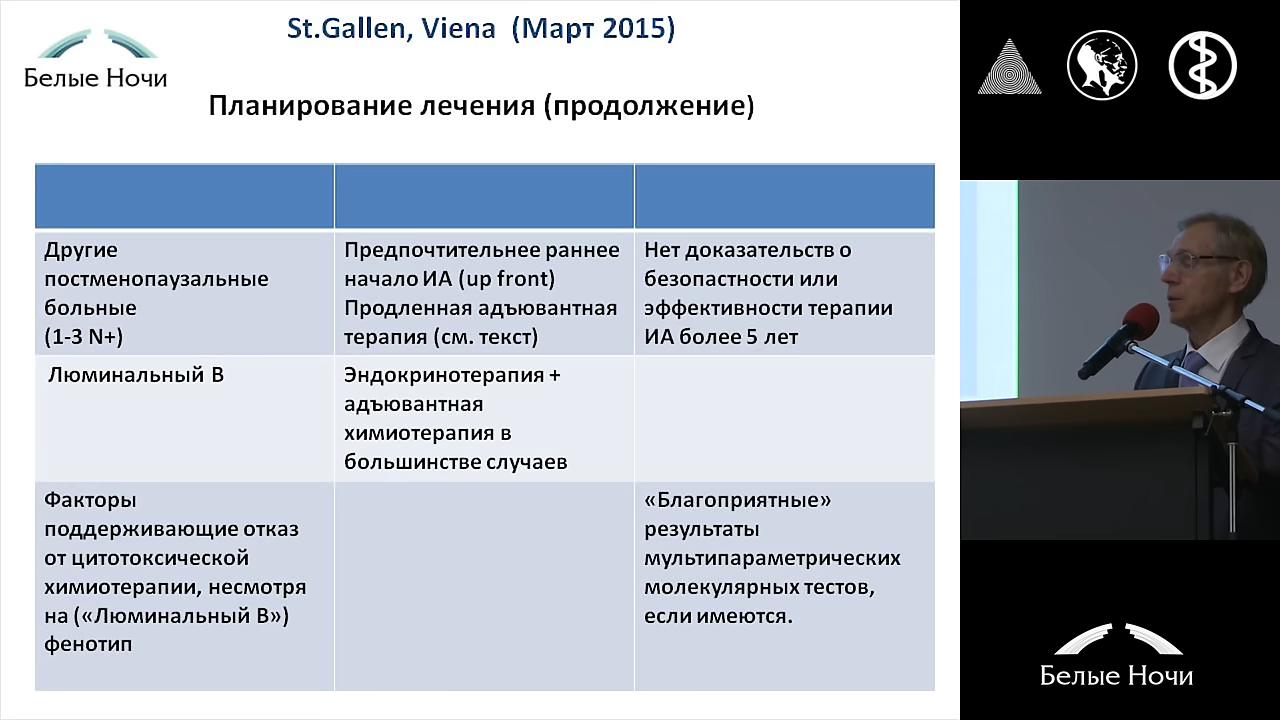 St.Gallen, Viena (Март 2015)
Белые Ночи
Планирование лечения (продолжение)
Другие
постменопаузальные
больные
(1-3 N+)
Предпочтительнее раннее
начало ИА (up front)
Продленная адъювантная
терапия (см. текст)
Нет доказательств о
безопастности или
эффективности терапии
ИА более 5 лет
Люминальный В
Эндокринотерапия +
адъювантная
химиотерапия в
большинстве случаев
Факторы
поддерживающие отказ
от цитотоксической
химиотерапии, несмотря
на («Люминальный В»)
фенотип
«Благоприятные»
результаты
мультипараметрических
молекулярных тестов,
если имеются.
Белые Ночи